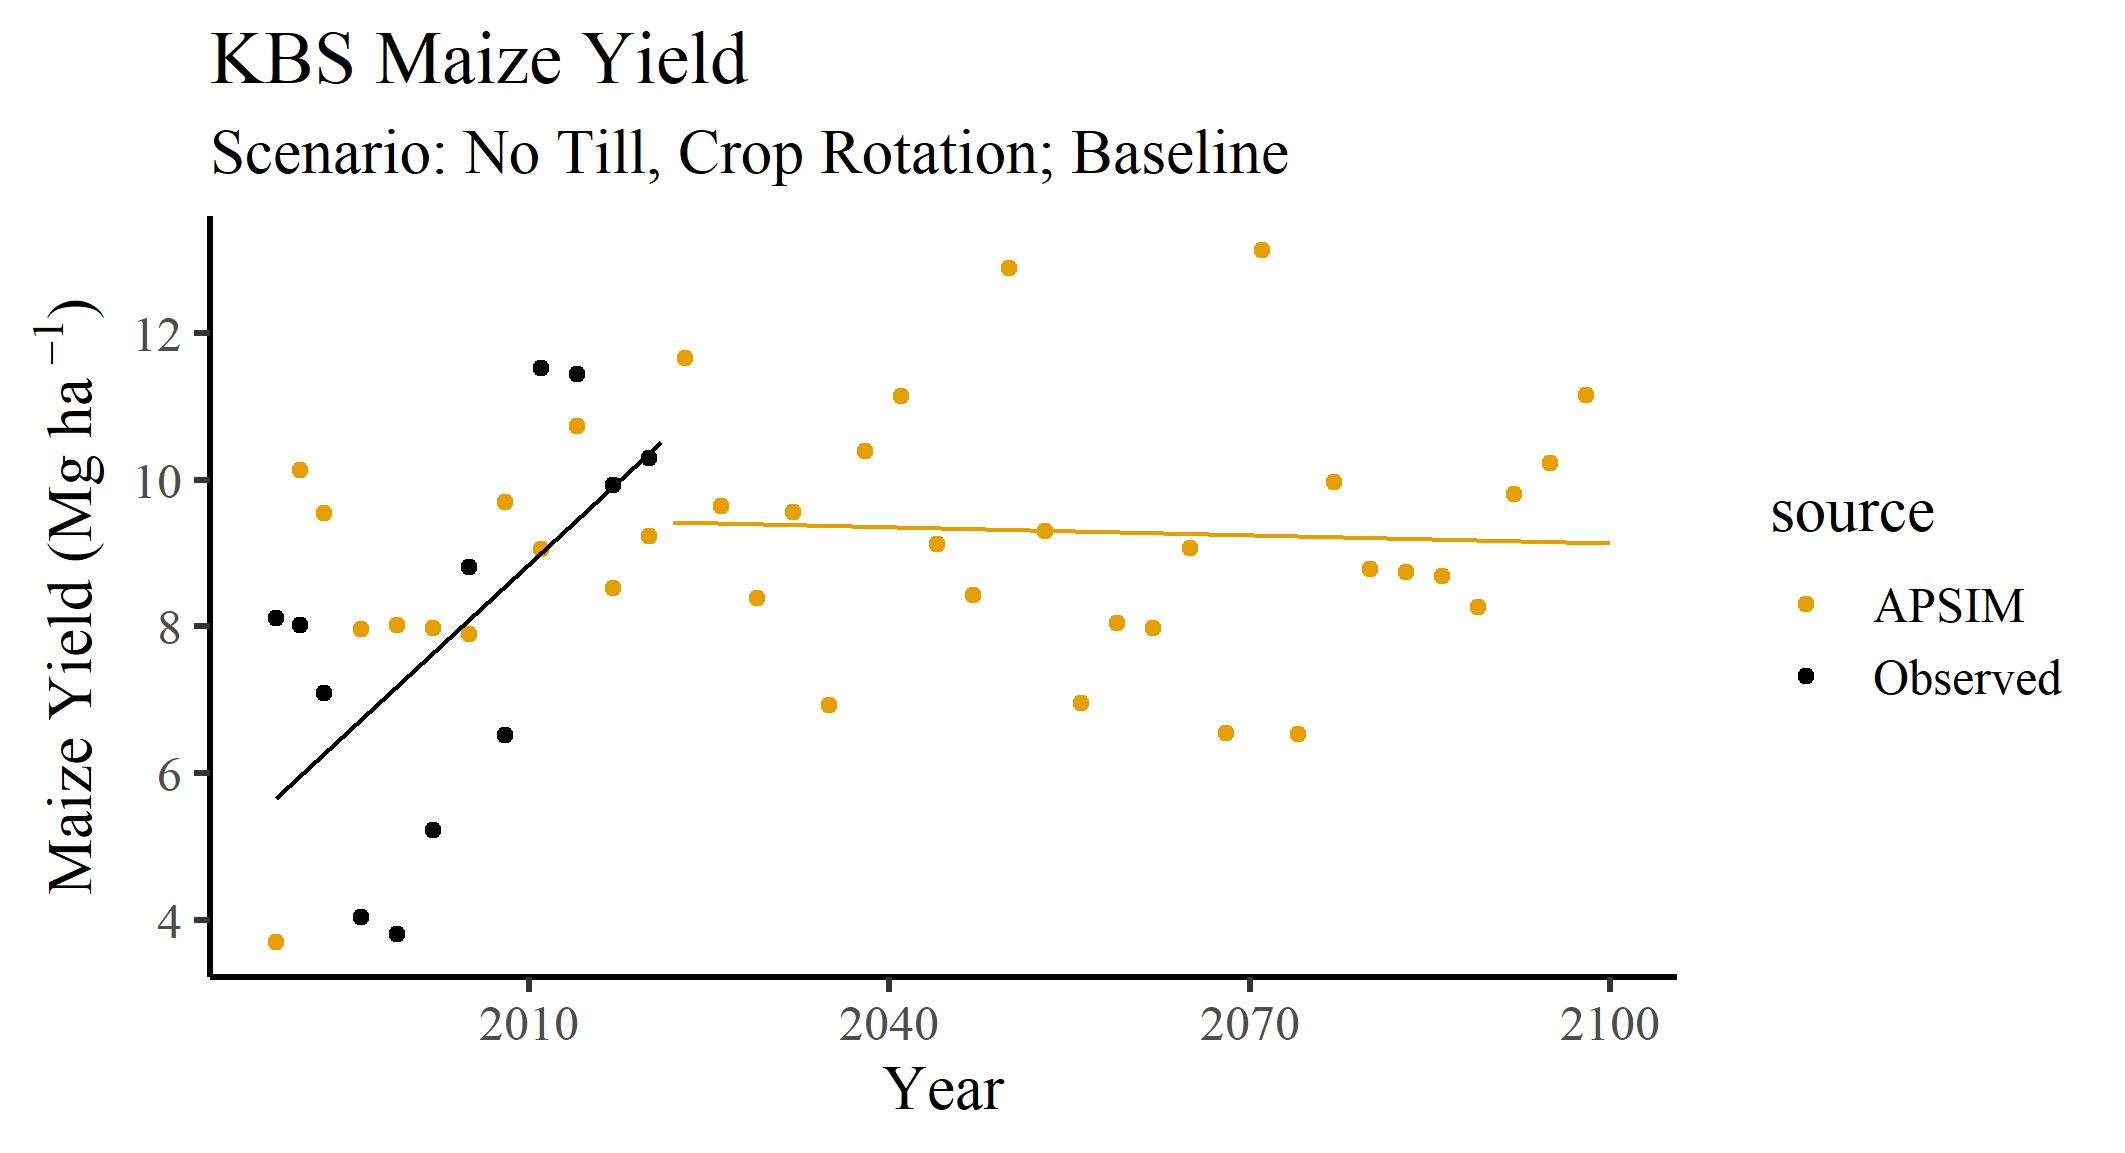 KBS Maize Yield
Scenario: No Till, Crop Rotation; Baseline
Maize Yield (Mg ha −1)
12
10
8
6
4
2010
2040
2070
2100
Year
source
APSIM
Observed